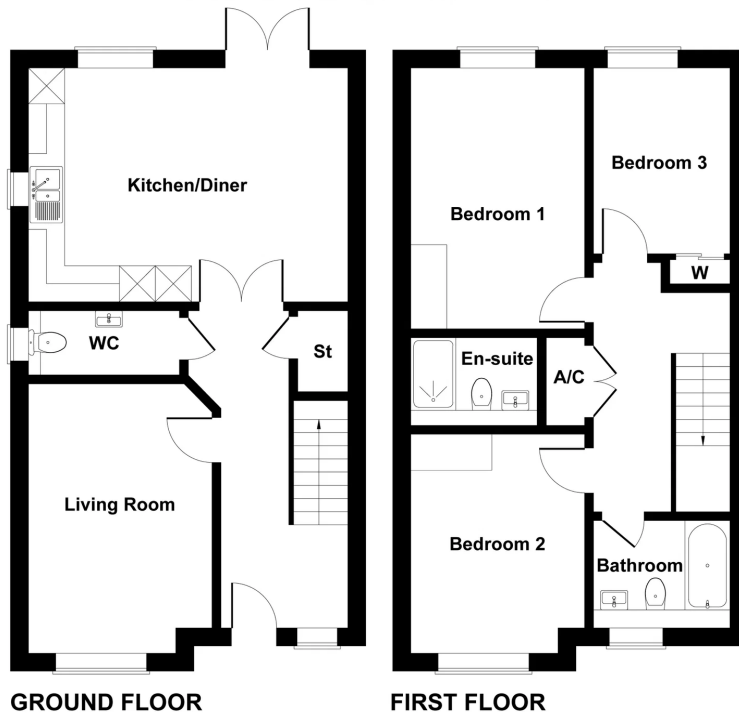 Kitchen/Diner
WC
St
Living Room
GROUND FLOOR
Bedroom 1
Bedroom 3
W
En-suite
A/C
Bedroom 2
Bathroom
FIRST FLOOR